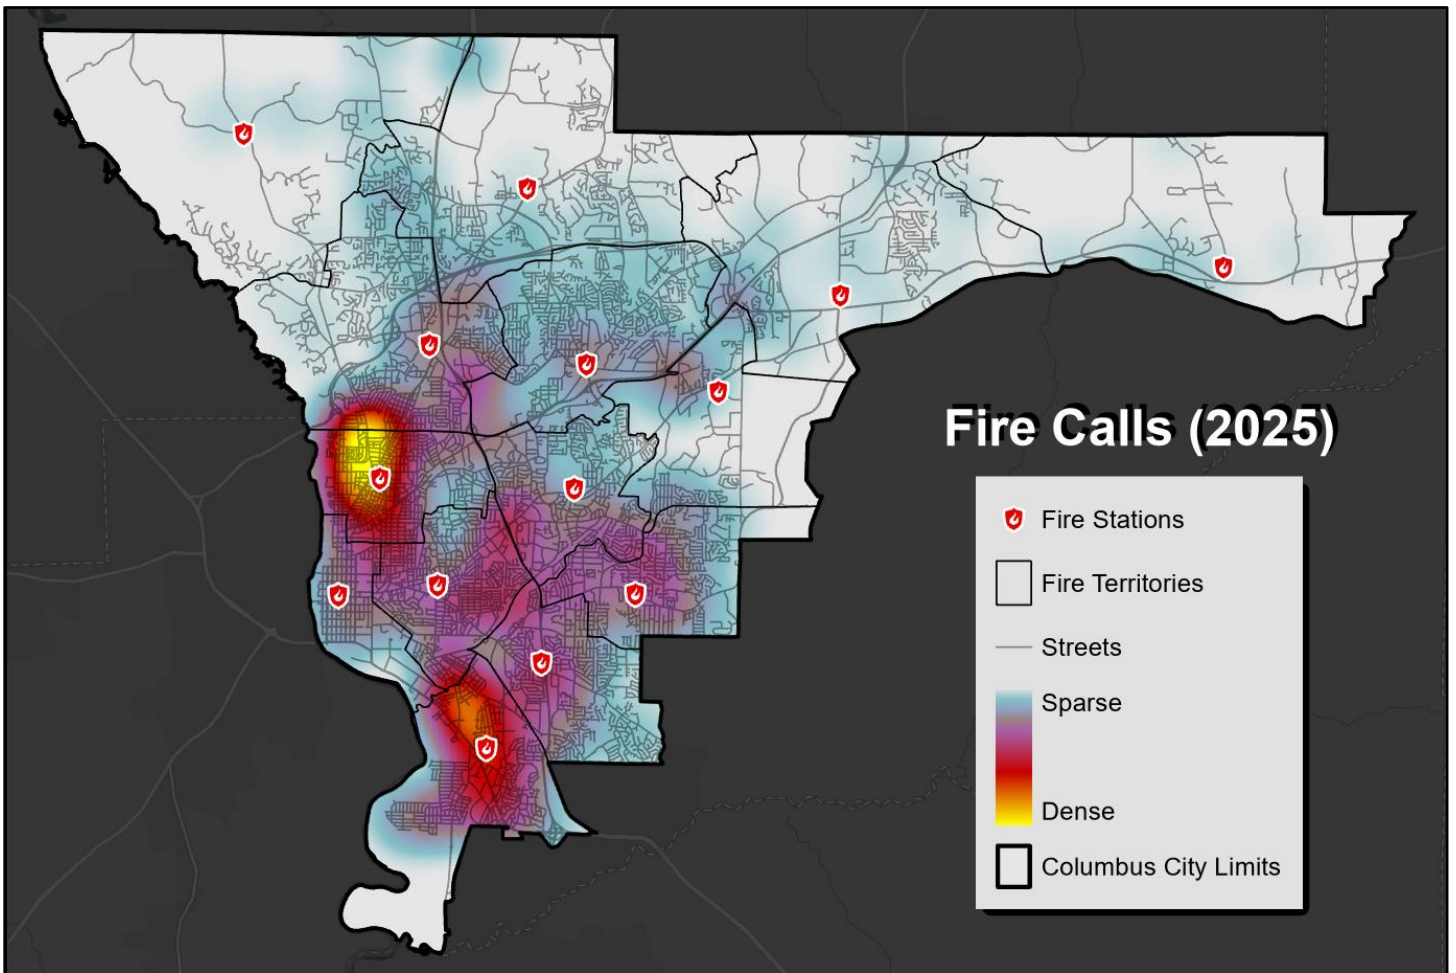 Fire Calls (2025)
Fire Stations
Fire Territories
Streets
Sparse
Dense
Columbus City Limits